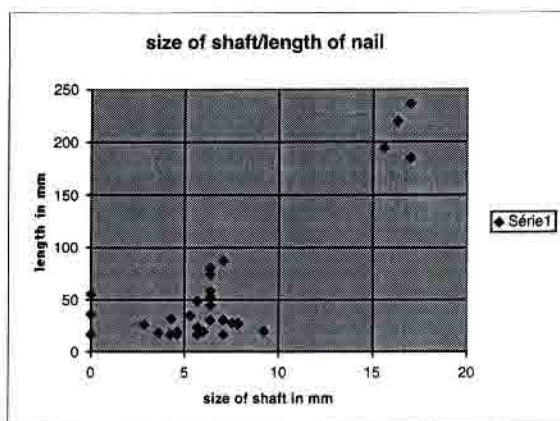 size of shaft/length of nail
250
200
150
100
50
0
length in mm
0 5 10 15 20
size of shaft in mm
Série1